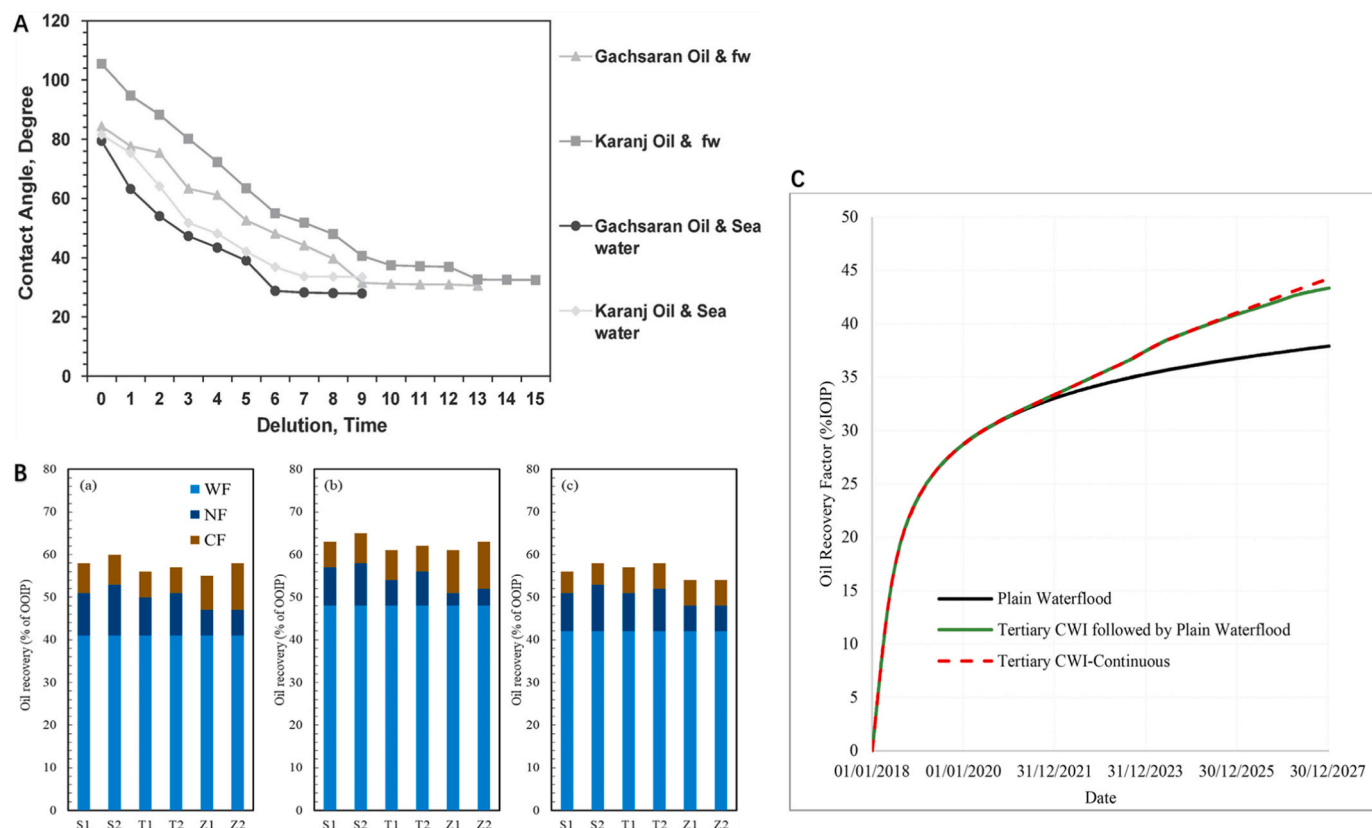 A
120
100
80
60
40
20
0
Contact Angle, Degree
0 1 2 3 4 5 6 7 8 9 10 11 12 13 14 15
Delution, Time
Gachsaran Oil & fw
Karanj Oil & fw
Gachsaran Oil & Sea
water
Karanj Oil & Sea
water
B
(a)
80
70
60
50
40
30
20
10
0
Oil recovery (% of OOIP)
WF
NF
CF
S1 S2 T1 T2 Z1 Z2
(b)
80
70
60
50
40
30
20
10
0
Oil recovery (% of OOIP)
S1 S2 T1 T2 Z1 Z2
(c)
80
70
60
50
40
30
20
10
0
Oil recovery (% of OOIP)
S1 S2 T1 T2 Z1 Z2
C
50
45
40
35
30
25
20
15
10
5
0
Oil Recovery Factor (%IOIP)
Plain Waterflood
Tertiary CWI followed by Plain Waterflood
Tertiary CWI-Continuous
01/01/2018 01/01/2020 31/12/2021 31/12/2023 30/12/2025 30/12/2027
Date